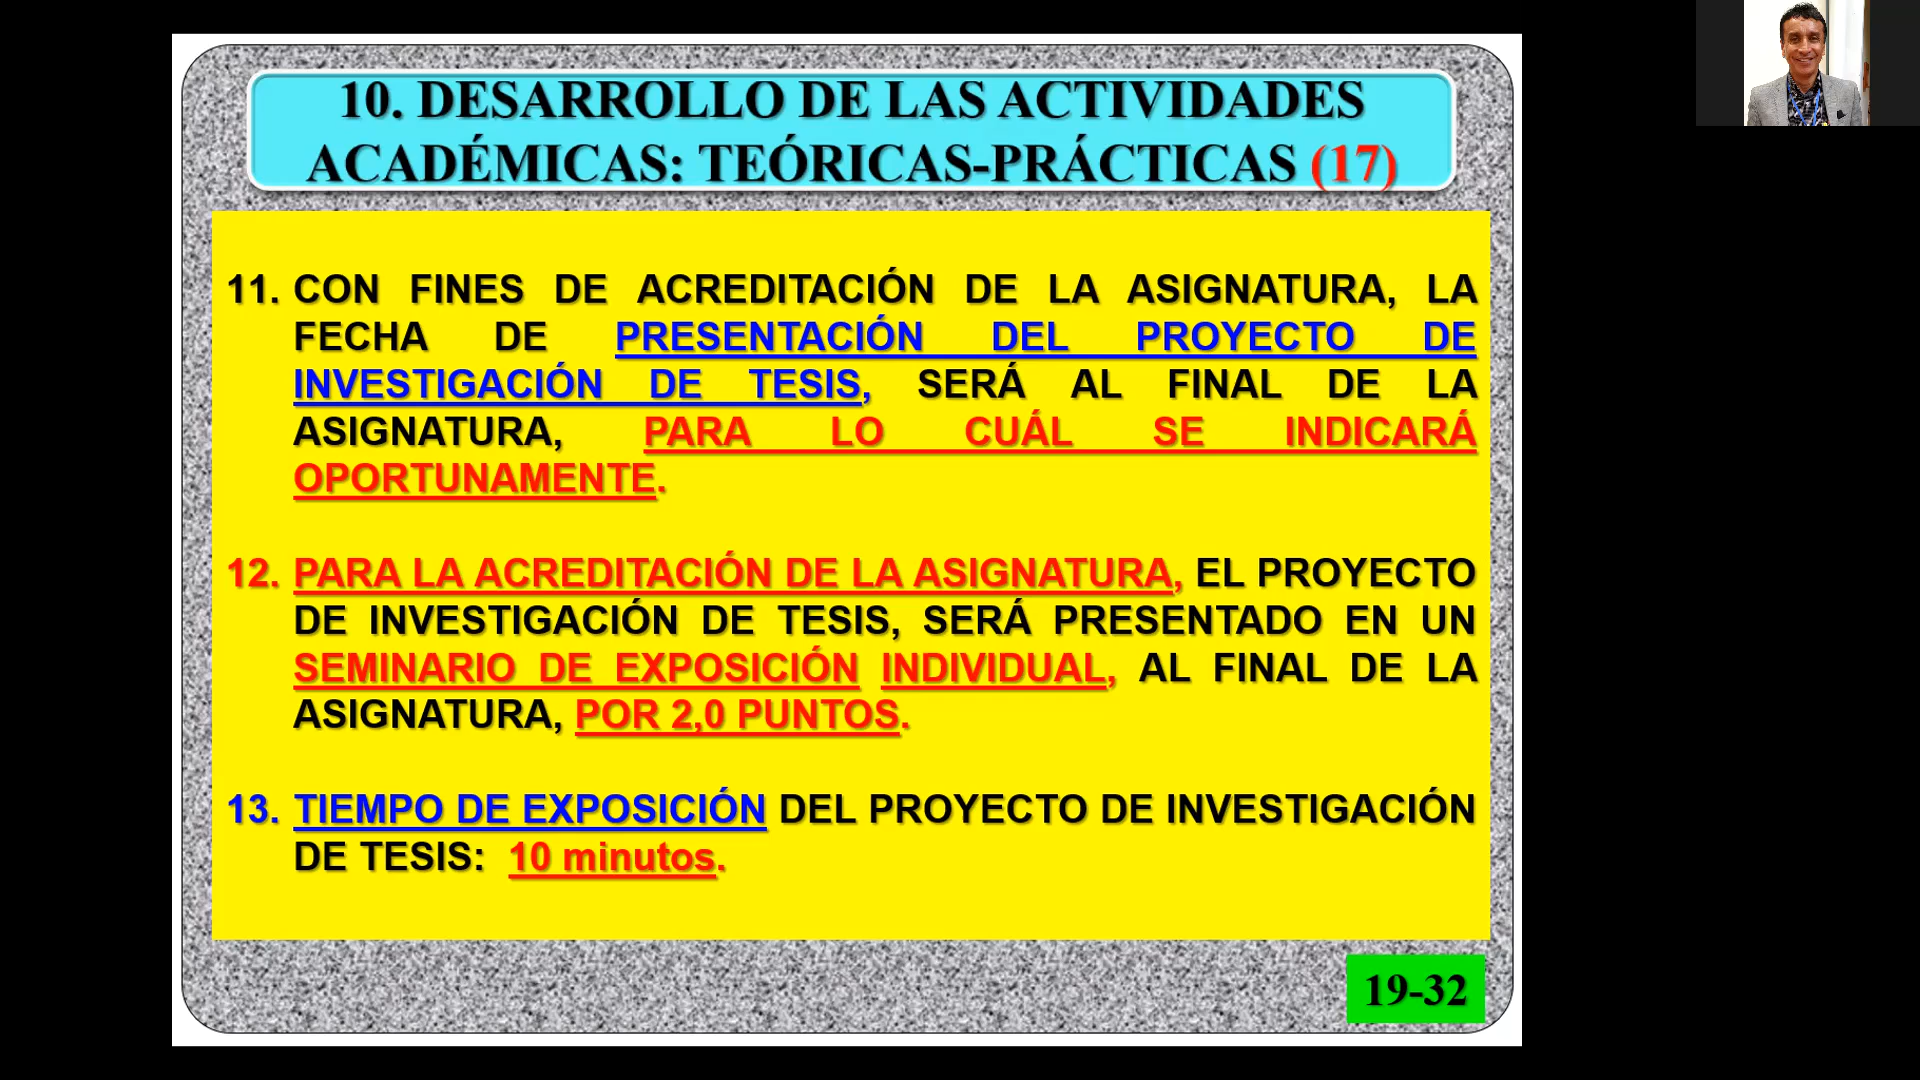 10. DESARROLLO DE LAS ACTIVIDADES
ACADÉMICAS: TEÓRICAS-PRÁCTICAS (17)
11. CON FINES DE ACREDITACIÓN DE LA ASIGNATURA, LA
FECHA DE PRESENTACIÓN DEL PROYECTO DE
INVESTIGACIÓN DE TESIS, SERÁ AL FINAL DE LA
ASIGNATURA, PARA LO CUÁL SE INDICARÁ
OPORTUNAMENTE.
12. PARA LA ACREDITACIÓN DE LA ASIGNATURA, EL PROYECTO
DE INVESTIGACIÓN DE TESIS, SERÁ PRESENTADO EN UN
SEMINARIO DE EXPOSICIÓN INDIVIDUAL, AL FINAL DE LA
ASIGNATURA, POR 2,0 PUNTOS.
13. TIEMPO DE EXPOSICIÓN DEL PROYECTO DE INVESTIGACIÓN
DE TESIS: 10 minutos.
19-32